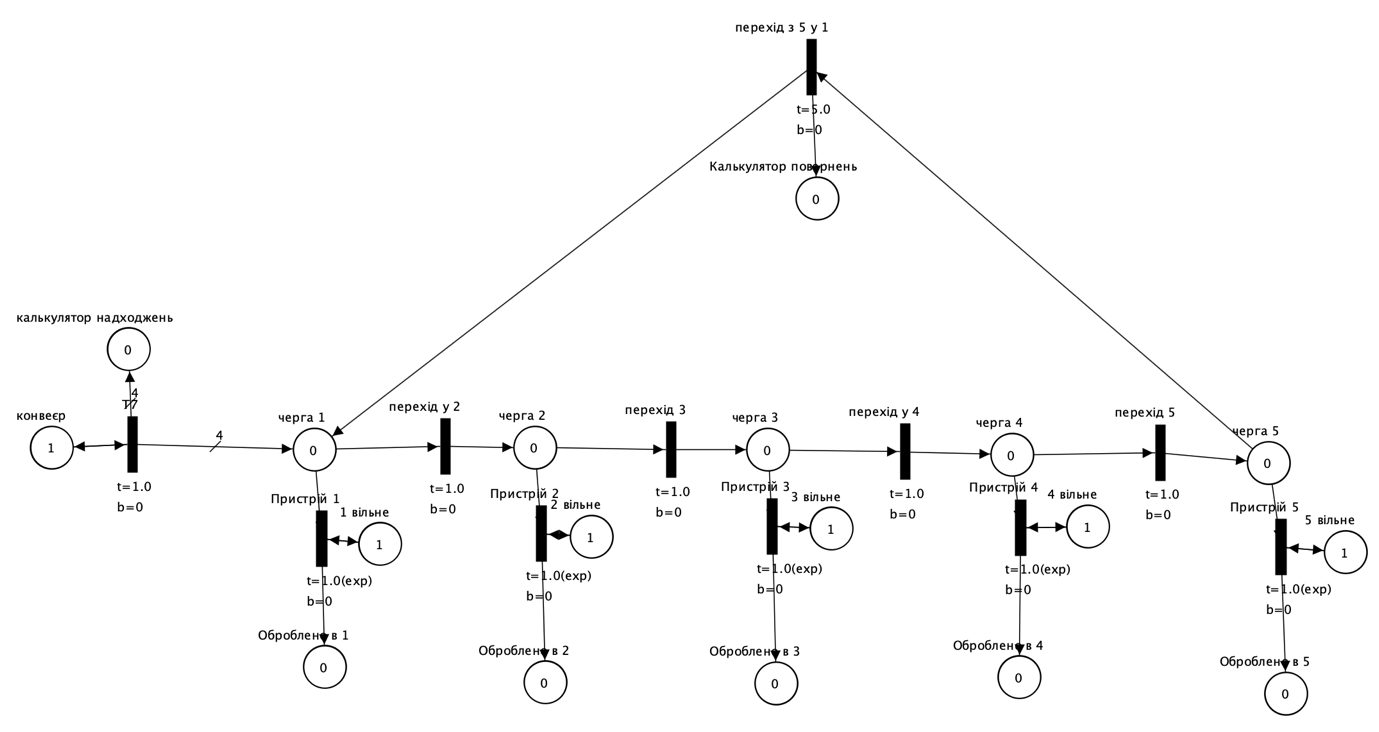 перехід з 5 у 1
t=5.0
b=0
Калькулятор повернень
0
калькулятор надходжень
0
4
T7
конвеєр
1
t=1.0
b=0
4
черга 1
0
перехід у 2
t=1.0
b=0
черга 2
0
перехід 3
t=1.0
b=0
черга 3
0
перехід у 4
t=1.0
b=0
черга 4
0
перехід 5
t=1.0
b=0
черга 5
0
Пристрій 1
1 вільне
1
t=1.0(exp)
b=0
Оброблено в 1
0
Пристрій 2
2 вільне
1
t=1.0(exp)
b=0
Оброблено в 2
0
Пристрій 3
3 вільне
1
t=1.0(exp)
b=0
Оброблено в 3
0
Пристрій 4
4 вільне
1
t=1.0(exp)
b=0
Оброблено в 4
0
Пристрій 5
5 вільне
1
t=1.0(exp)
b=0
Оброблено в 5
0